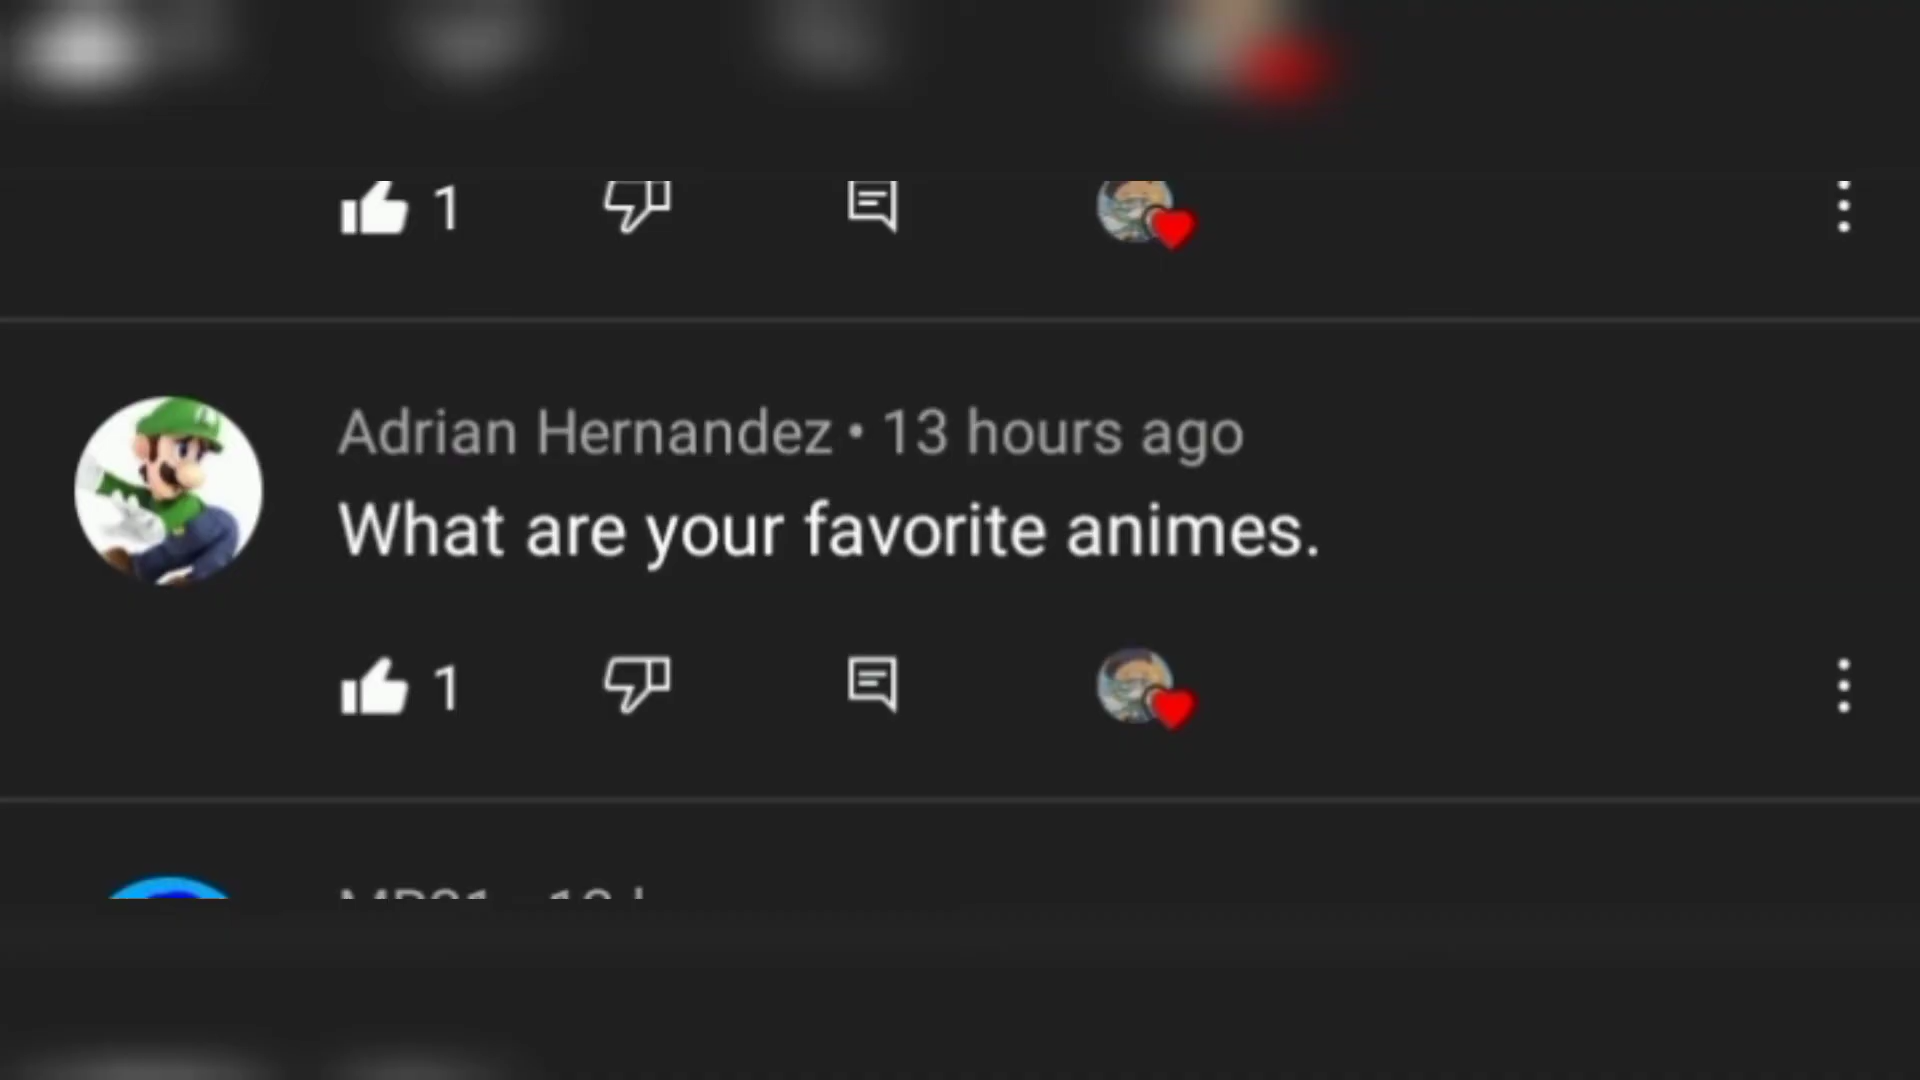 1
Adrian Hernandez • 13 hours ago
What are your favorite animes.
1